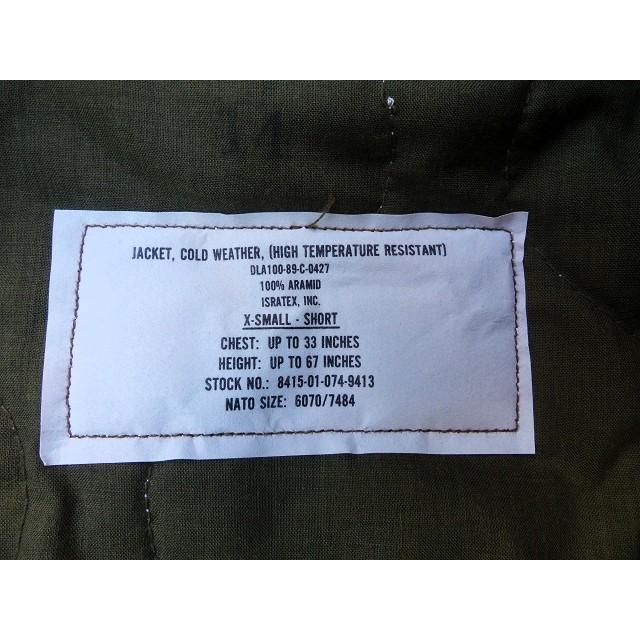 14
JACKET, COLD WEATHER, (HIGH TEMPERATURE RESISTANT)
DLA100-89-C-0427
100% ARAMID
ISRATEX, INC.
X-SMALL - SHORT
CHEST: UP TO 33 INCHES
HEIGHT: UP TO 67 INCHES
STOCK NO.: 8415-01-074-9413
NATO SIZE: 6070/7484